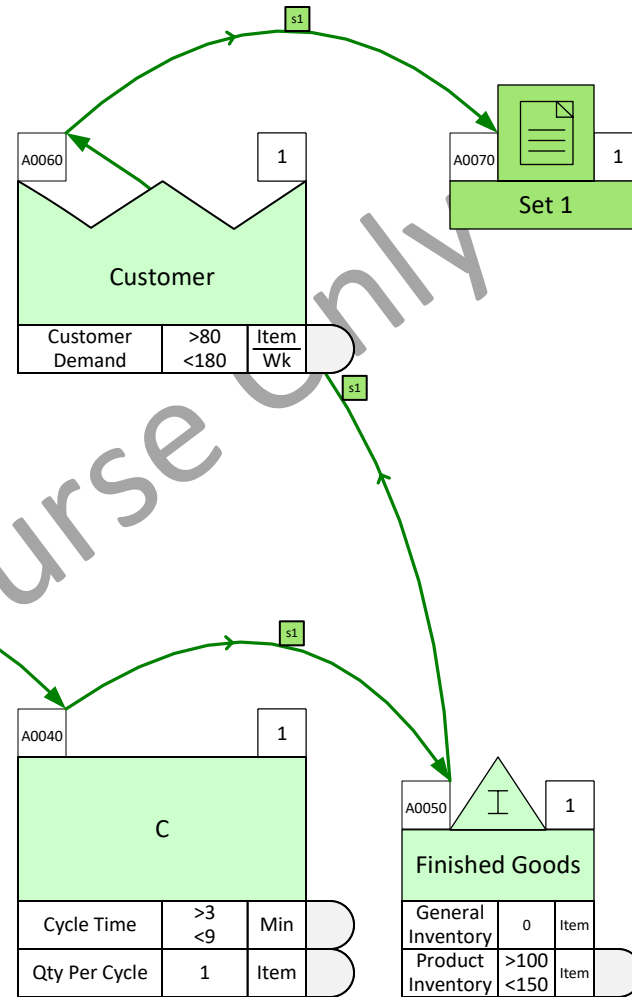 s1
A0060
1
A0070
1
Set 1
Customer
Customer
Demand
>80
<180
Item
Wk
s1
urse Only
s1
A0040
1
C
Cycle Time
>3
<9
Min
Qty Per Cycle
1
Item
A0050
I
1
Finished Goods
General
Inventory
0
Item
Product
Inventory
>100
<150
Item